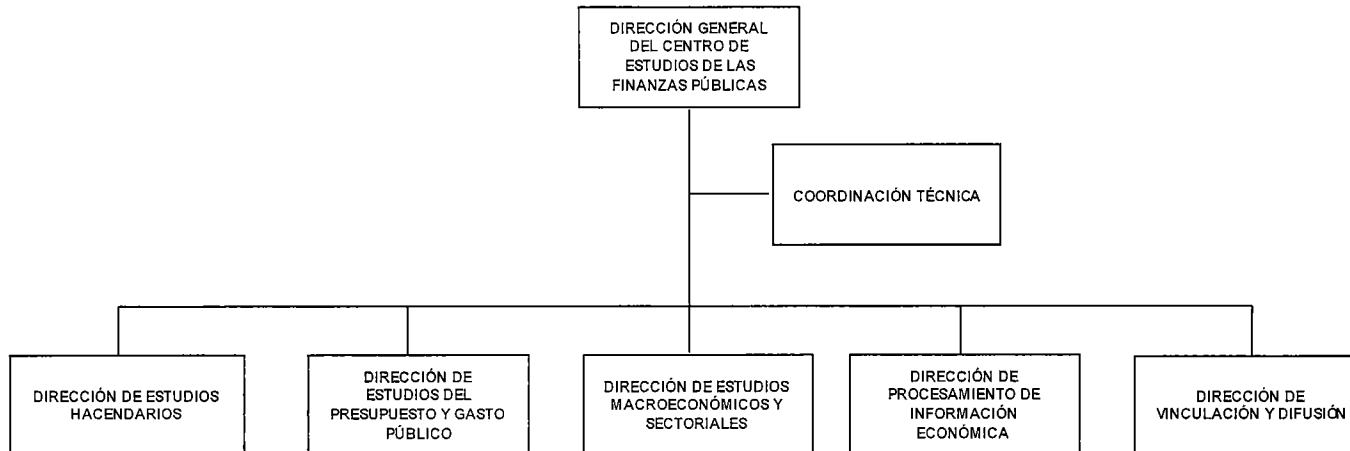 DIRECCIÓN GENERAL
DEL CENTRO DE
ESTUDIOS DE LAS
FINANZAS PÚBLICAS
COORDINACIÓN TÉCNICA
DIRECCIÓN DE ESTUDIOS
HACENDARIOS
DIRECCIÓN DE
ESTUDIOS DEL
PRESUPUESTO Y GASTO
PÚBLICO
DIRECCIÓN DE ESTUDIOS
MACROECONÓMICOS Y
SECTORIALES
DIRECCIÓN DE
PROCESAMIENTO DE
INFORMACIÓN
ECONÓMICA
DIRECCIÓN DE
VINCULACIÓN Y DIFUSIÓN